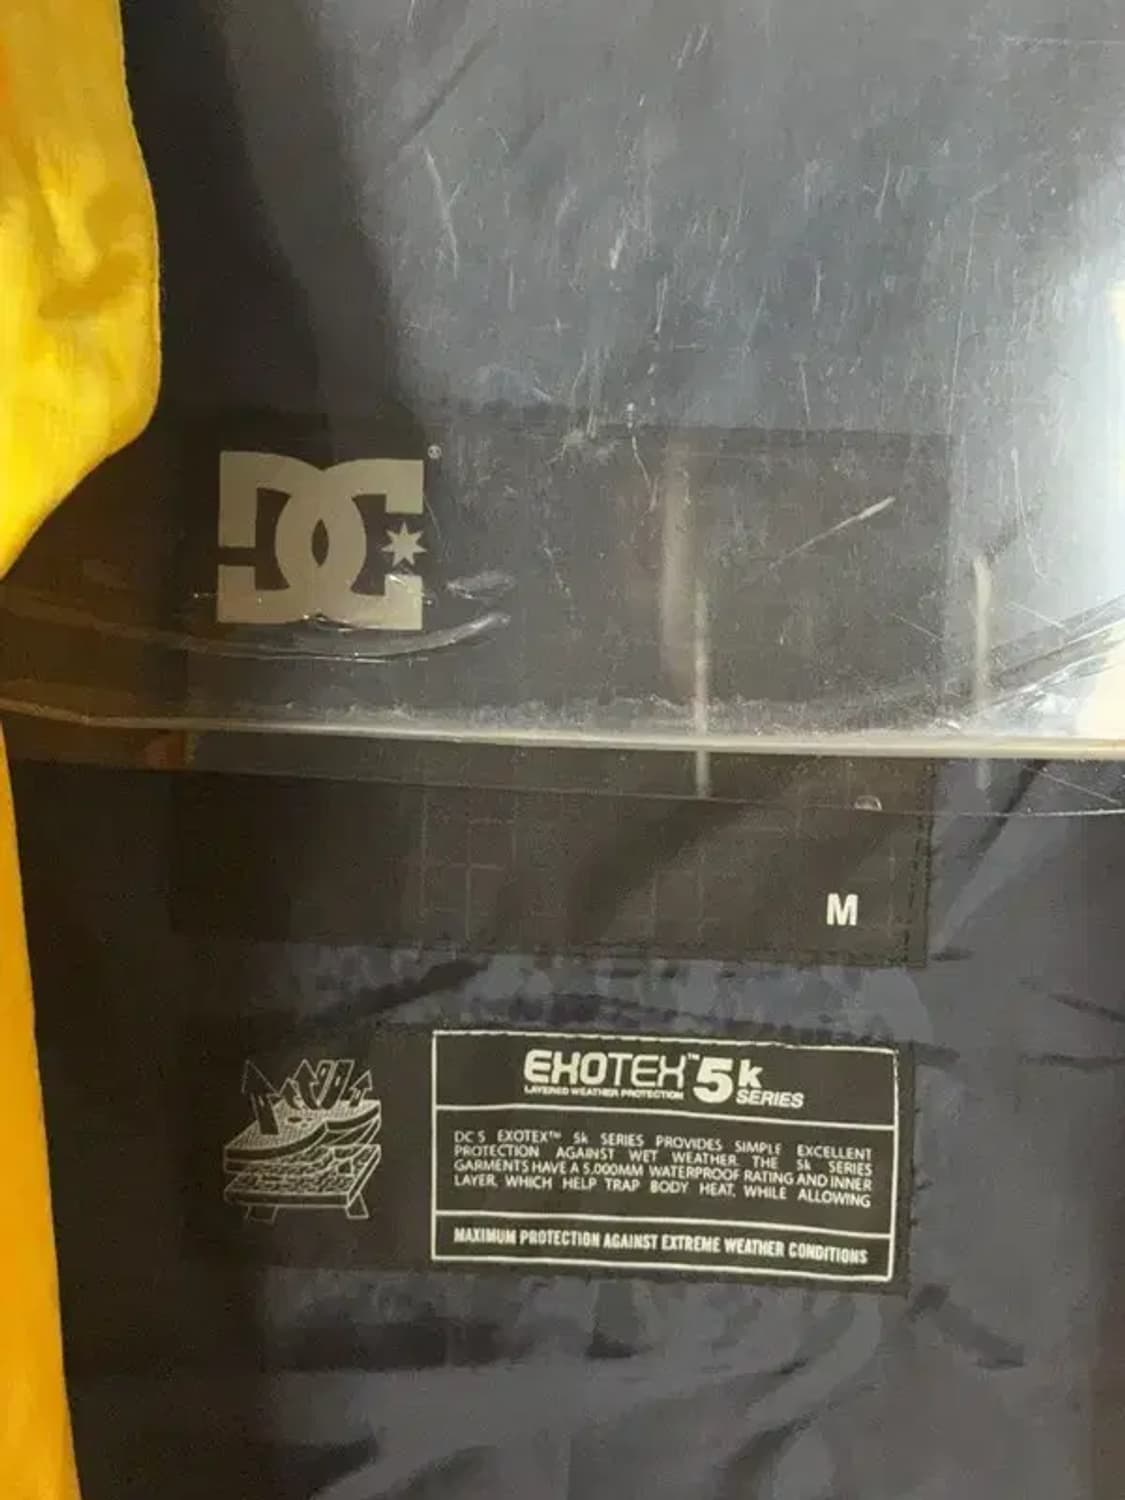 DC®
M
EXOTEX™ 5k
LAYERED WEATHER PROTECTION SERIES
DC S EXOTEX™ 5k SERIES PROVIDES SIMPLE EXCELLENT
PROTECTION AGAINST WET WEATHER. THE 5k SERIES
GARMENTS HAVE A 5,000MM WATERPROOF RATING AND INNER
LAYER, WHICH HELP TRAP BODY HEAT, WHILE ALLOWING
MAXIMUM PROTECTION AGAINST EXTREME WEATHER CONDITIONS